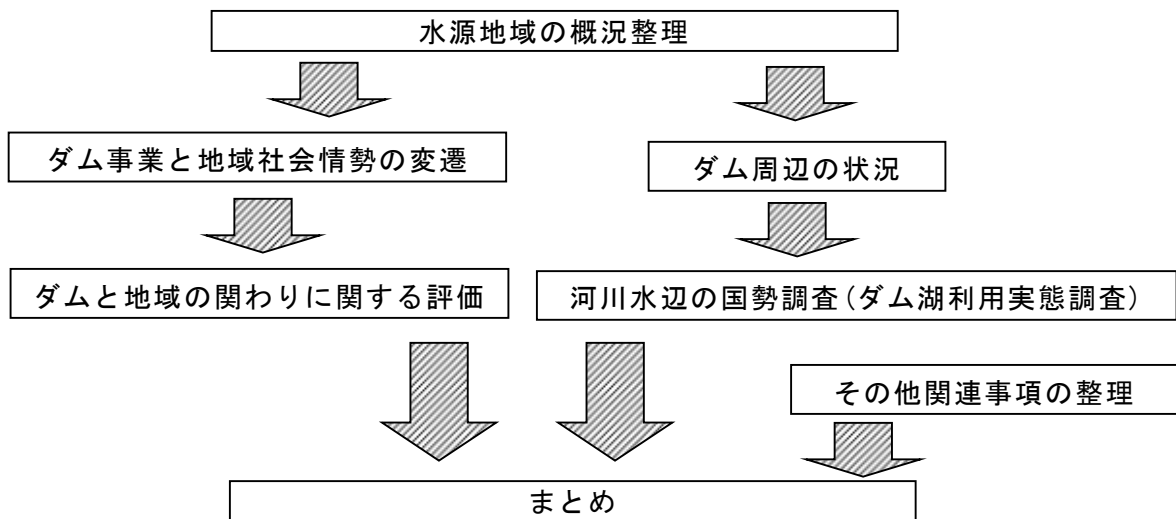 水源地域の概況整理
ダム事業と地域社会情勢の変遷
ダム周辺の状況
ダムと地域の関わりに関する評価
河川水辺の国勢調査(ダム湖利用実態調査)
その他関連事項の整理
まとめ